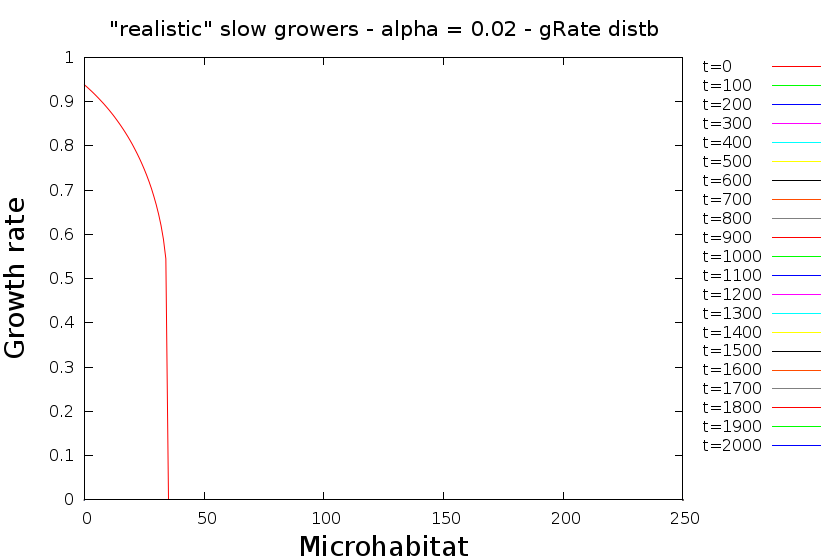 "realistic" slow growers - alpha = 0.02 - gRate distb
1
0.9
0.8
0.7
0.6
0.5
0.4
0.3
0.2
0.1
0
Growth rate
0 50 100 150 200 250
Microhabitat
t=0
t=100
t=200
t=300
t=400
t=500
t=600
t=700
t=800
t=900
t=1000
t=1100
t=1200
t=1300
t=1400
t=1500
t=1600
t=1700
t=1800
t=1900
t=2000